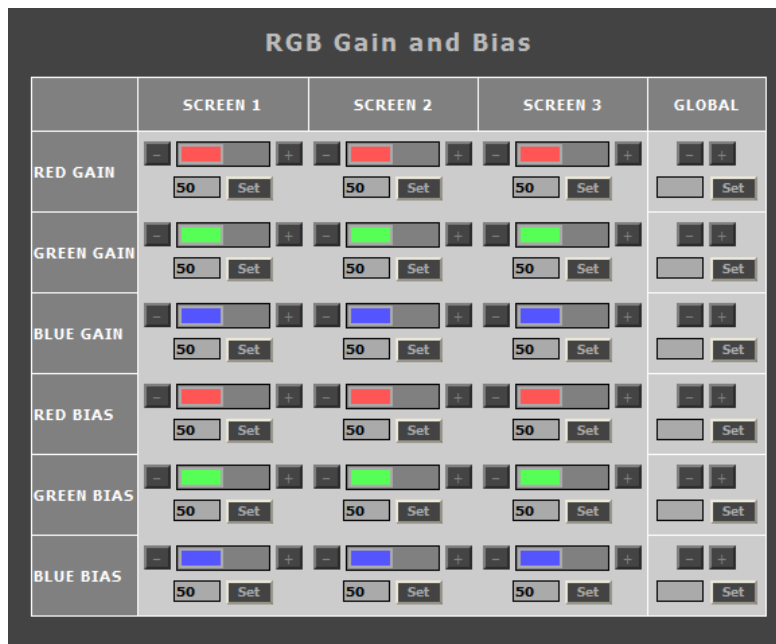 RGB Gain and Bias
SCREEN 1 SCREEN 2 SCREEN 3 GLOBAL
RED GAIN
- + - + - + - +
50 Set 50 Set 50 Set Set
GREEN GAIN
- + - + - + - +
50 Set 50 Set 50 Set Set
BLUE GAIN
- + - + - + - +
50 Set 50 Set 50 Set Set
RED BIAS
- + - + - + - +
50 Set 50 Set 50 Set Set
GREEN BIAS
- + - + - + - +
50 Set 50 Set 50 Set Set
BLUE BIAS
- + - + - + - +
50 Set 50 Set 50 Set Set